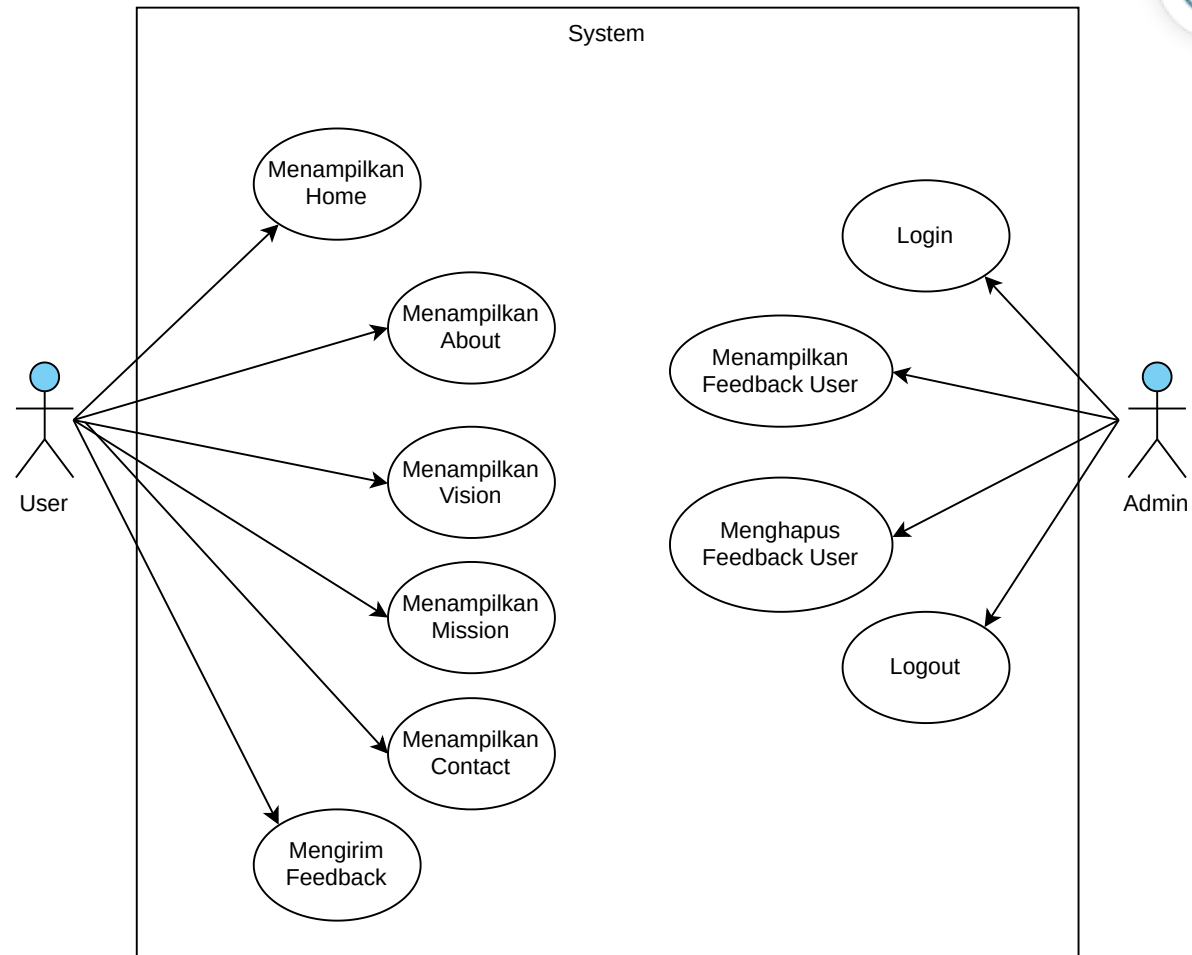 System
Menampilkan
Home
Menampilkan
About
Menampilkan
Vision
Menampilkan
Mission
Menampilkan
Contact
Mengirim
Feedback
User
Login
Menampilkan
Feedback User
Menghapus
Feedback User
Logout
Admin